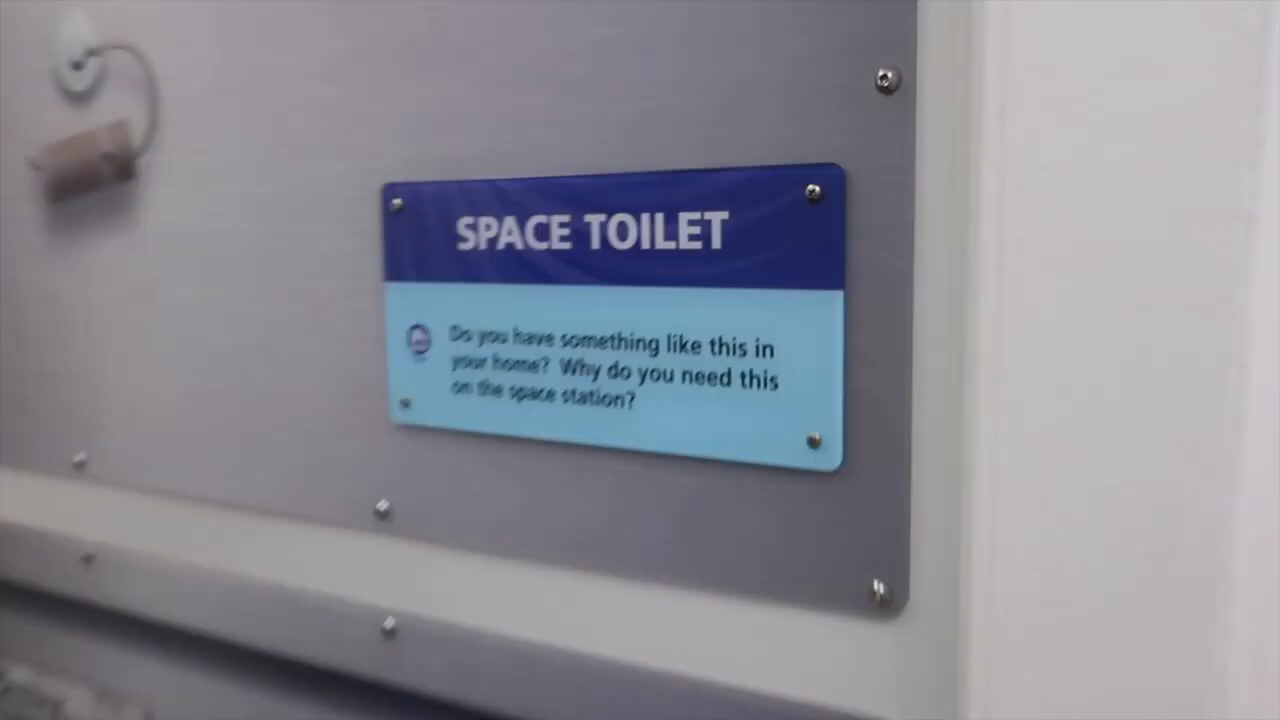 SPACE TOILET
Do you have something like this in
your home? Why do you need this
on the space station?